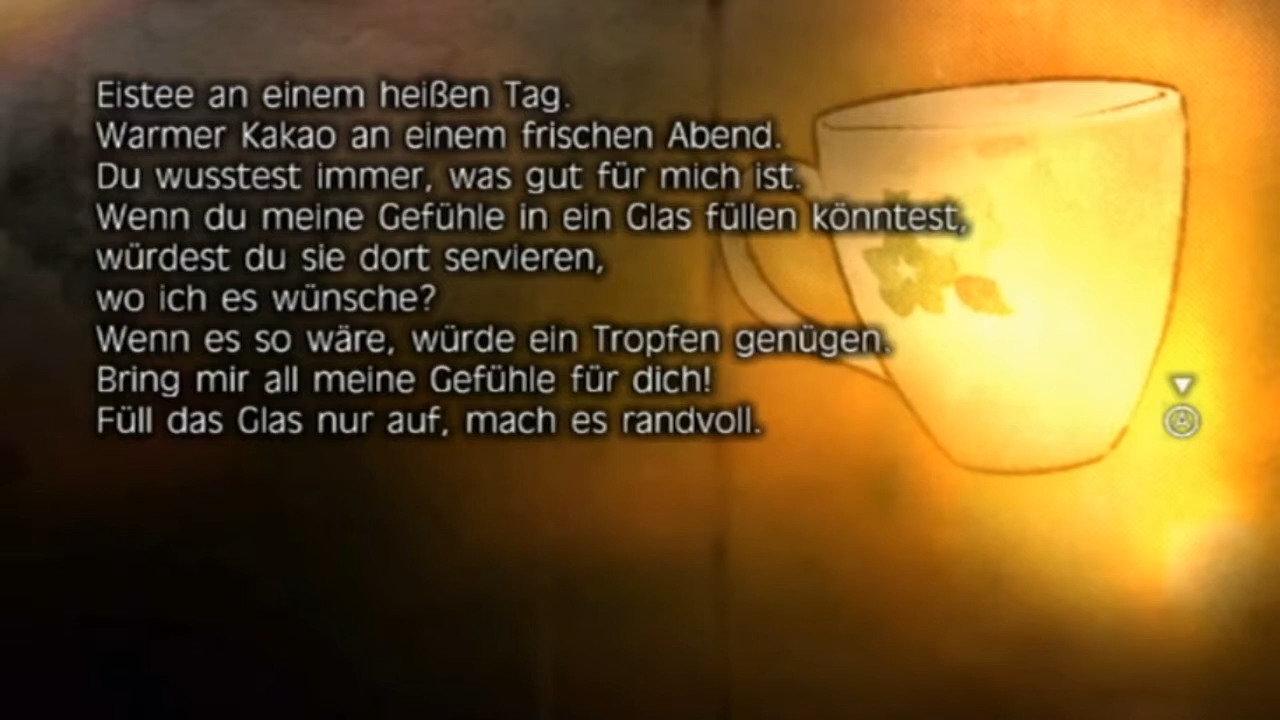 Eistee an einem heißen Tag.
Warmer Kakao an einem frischen Abend.
Du wusstest immer, was gut für mich ist.
Wenn du meine Gefühle in ein Glas füllen könntest,
würdest du sie dort servieren,
wo ich es wünsche?
Wenn es so wäre, würde ein Tropfen genügen.
Bring mir all meine Gefühle für dich!
Füll das Glas nur auf, mach es randvoll.